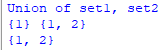 Union of set1, set2
{1} {1, 2}
{1, 2}